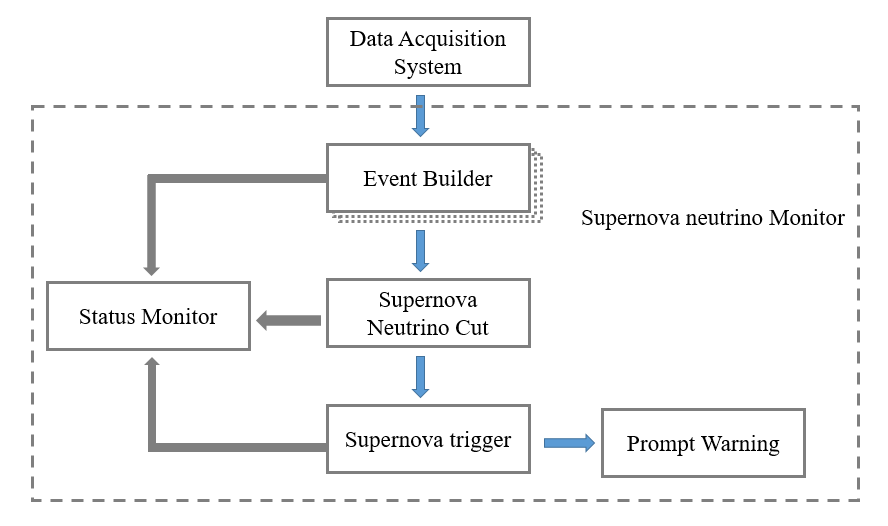 Data Acquisition
System
Event Builder
Supernova neutrino Monitor
Supernova
Neutrino Cut
Status Monitor
Supernova trigger
Prompt Warning